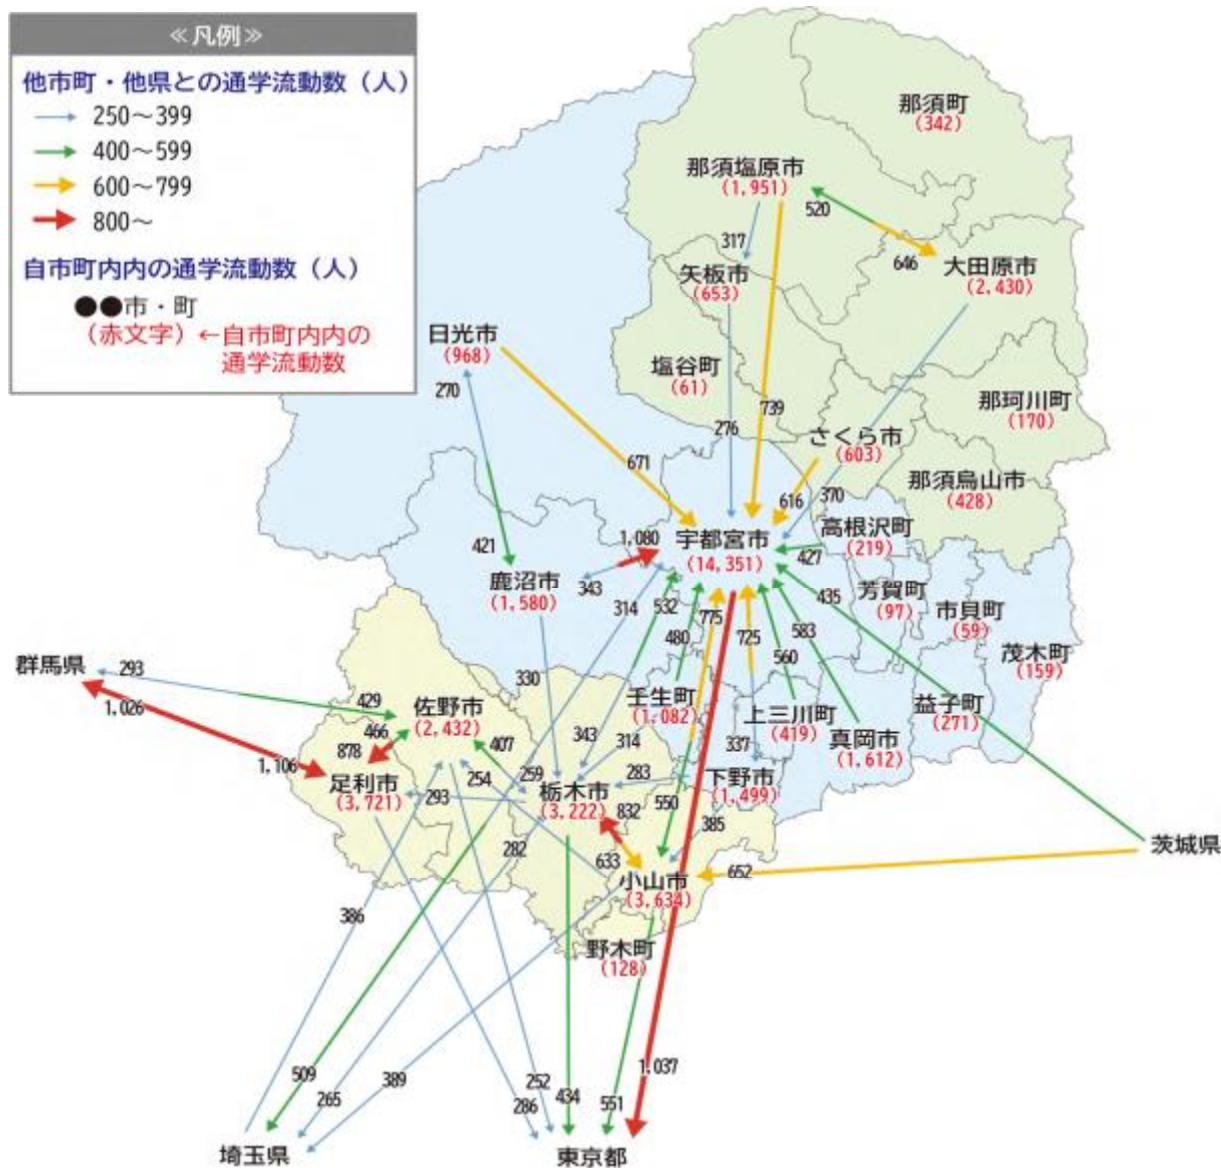 ≪凡例≫
他市町・他県との通学流動数（人）
250～399
400～599
600～799
800～
自市町内内の通学流動数（人）
●●市・町
（赤文字）←自市町内内の
通学流動数
那須町
(342)
那須塩原市
(1,951)
520
317
646
大田原市
(2,430)
矢板市
(653)
日光市
(968)
塩谷町
(61)
270
那珂川町
(170)
739
276
さくら市
(603)
671
那須烏山市
(428)
616
370
高根沢町
(219)
421
1,080
宇都宮市
(14,351)
427
鹿沼市
(1,580)
343
314
532
775
435
芳賀町
(97)
市貝町
(59)
480
725
583
560
茂木町
(159)
群馬県
293
330
壬生町
(1,082)
1,026
429
佐野市
(2,432)
466
407
343
314
337
上三川町
(419)
真岡市
(1,612)
益子町
(271)
878
1,106
足利市
(3,721)
293
254
259
栃木市
(3,222)
283
下野市
(1,499)
832
550
385
282
633
小山市
(3,634)
652
茨城県
386
野木町
(128)
509
265
389
252
286
434
551
1,037
埼玉県
東京都